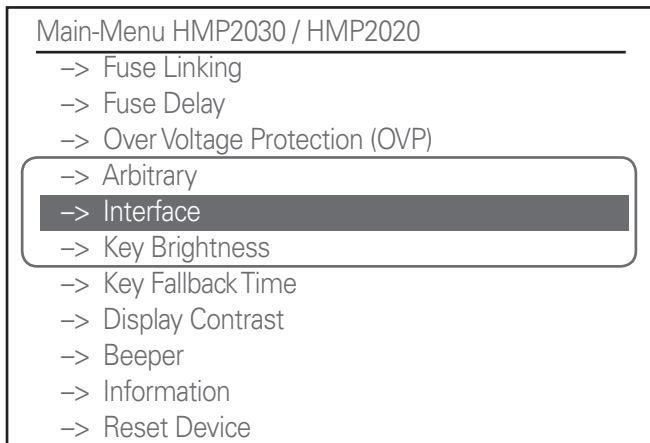 Main-Menu HMP2030 / HMP2020
–> Fuse Linking
–> Fuse Delay
–> Over Voltage Protection (OVP)
–> Arbitrary
–> Interface
–> Key Brightness
–> Key Fallback Time
–> Display Contrast
–> Beeper
–> Information
–> Reset Device